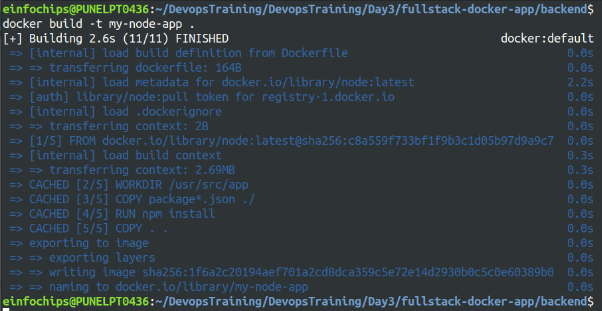 einfochips@PUNELPT0436:~/DevopsTraining/DevopsTraining/Day3/fullstack-docker-app/backend$
docker build -t my-node-app .
[+] Building 2.6s (11/11) FINISHED docker:default
=> [internal] load build definition from Dockerfile 0.0s
=> => transferring dockerfile: 164B 0.0s
=> [internal] load metadata for docker.io/library/node:latest 2.2s
=> [auth] library/node:pull token for registry-1.docker.io 0.0s
=> [internal] load .dockerignore 0.0s
=> => transferring context: 2B 0.0s
=> [1/5] FROM docker.io/library/node:latest@sha256:c8a559f733bf1f9b3c1d05b97d9a9c7 0.0s
=> [internal] load build context 0.3s
=> => transferring context: 2.69MB 0.3s
=> CACHED [2/5] WORKDIR /usr/src/app 0.0s
=> CACHED [3/5] COPY package*.json ./ 0.0s
=> CACHED [4/5] RUN npm install 0.0s
=> CACHED [5/5] COPY . . 0.0s
=> exporting to image 0.0s
=> => exporting layers 0.0s
=> => writing image sha256:1f6a2c20194aef701a2cd8dca359c5e72e14d2930b0c5c0e60389b0 0.0s
=> => naming to docker.io/library/my-node-app 0.0s
einfochips@PUNELPT0436:~/DevopsTraining/DevopsTraining/Day3/fullstack-docker-app/backend$